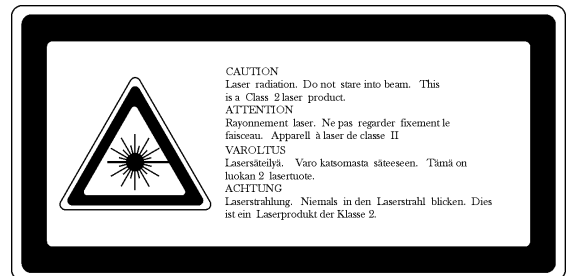 CAUTION
Laser radiation. Do not stare into beam. This
is a Class 2 laser product.
ATTENTION
Rayonnement laser. Ne pas regarder fixement le
faisceau. Apparell à laser de classe II
VAROLTUS
Lasersäteilyä. Varo katsomasta säteeseen. Tämä on
luokan 2 lasertuote.
ACHTUNG
Laserstrahlung. Niemals in den Laserstrahl blicken. Dies
ist ein Laserprodukt der Klasse 2.